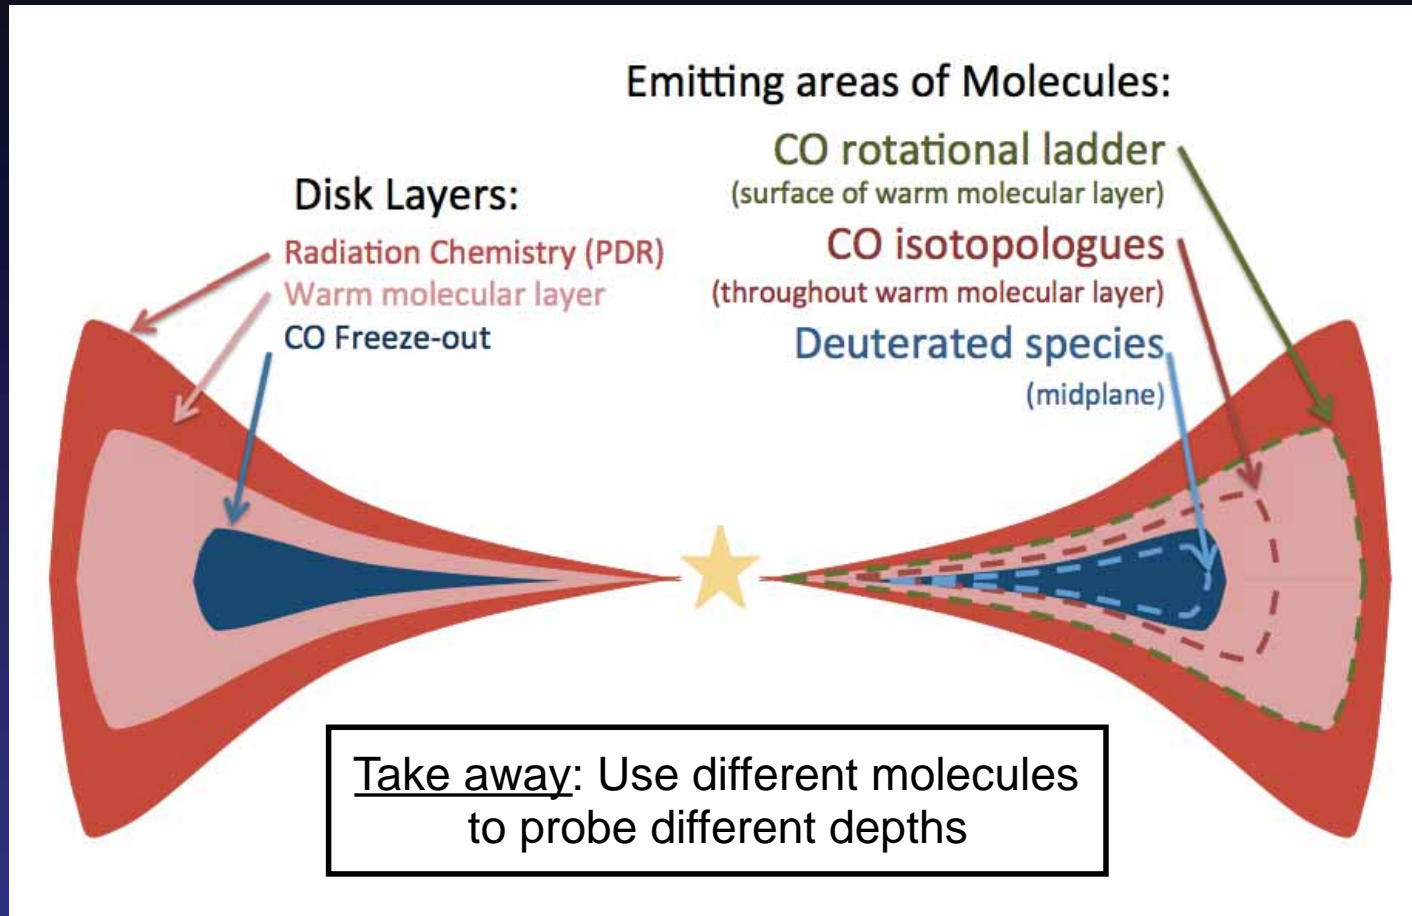 Emitting areas of Molecules:
CO rotational ladder
(surface of warm molecular layer)
CO isotopologues
(throughout warm molecular layer)
Deuterated species
(midplane)
Disk Layers:
Radiation Chemistry (PDR)
Warm molecular layer
CO Freeze-out
Take away: Use different molecules
to probe different depths